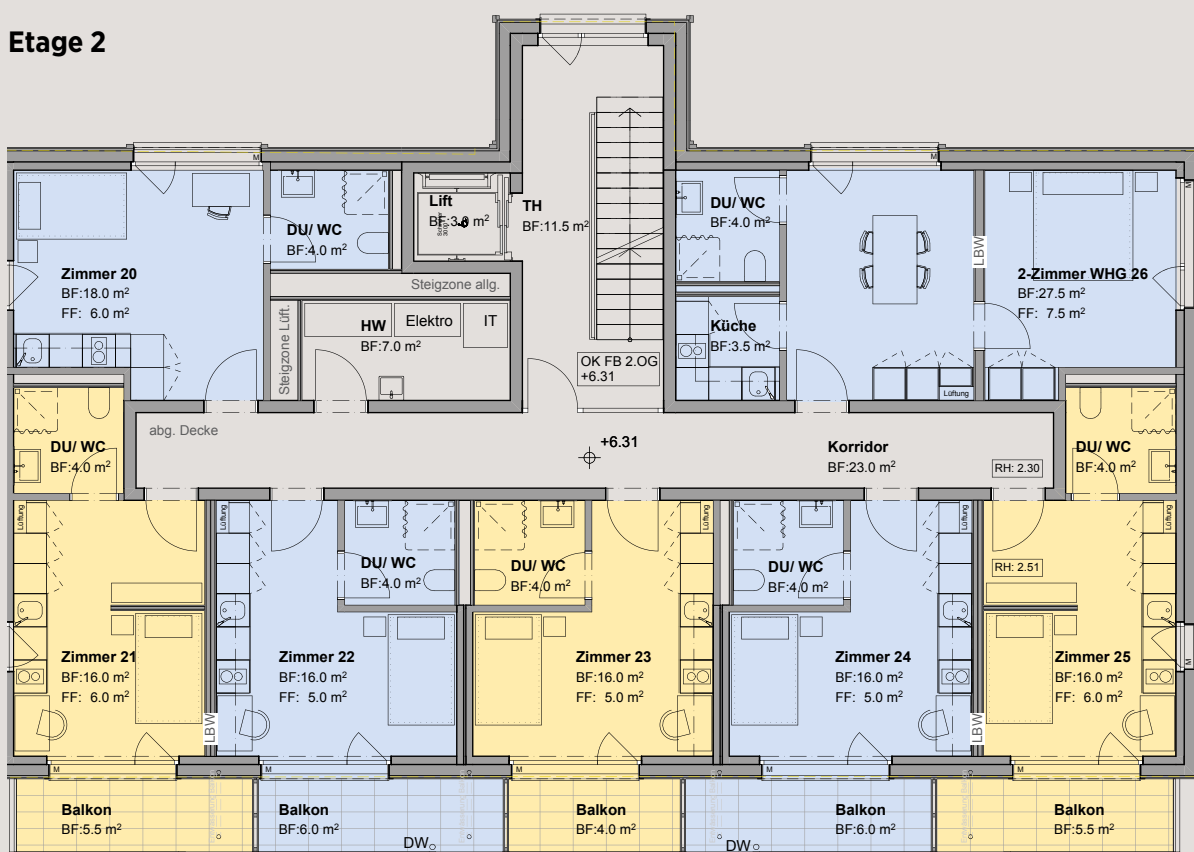 Etage 2
M
M
Lift
BF:3.0 m²
TH
BF:11.5 m²
DU/ WC
BF:4.0 m²
DU/ WC
BF:4.0 m²
Zimmer 20
BF:18.0 m²
FF: 6.0 m²
LBW
2-Zimmer WHG 26
BF:27.5 m²
FF: 7.5 m²
Steigzone allg.
Steigzone Lüft.
HW
BF:7.0 m²
Elektro
IT
Küche
BF:3.5 m²
OK FB 2.OG
+6.31
Lüftung
abg. Decke
+6.31
Korridor
BF:23.0 m²
RH: 2.30
DU/ WC
BF:4.0 m²
DU/ WC
BF:4.0 m²
Lüftung
Lüftung
Lüftung
Lüftung
Lüftung
DU/ WC
BF:4.0 m²
DU/ WC
BF:4.0 m²
DU/ WC
BF:4.0 m²
RH: 2.51
Zimmer 21
BF:16.0 m²
FF: 6.0 m²
Zimmer 22
BF:16.0 m²
FF: 5.0 m²
Zimmer 23
BF:16.0 m²
FF: 5.0 m²
Zimmer 24
BF:16.0 m²
FF: 5.0 m²
Zimmer 25
BF:16.0 m²
FF: 6.0 m²
M
LBW
LBW
M
M
M
M
M
Balkon
BF:5.5 m²
Balkon
BF:6.0 m²
Balkon
BF:4.0 m²
Balkon
BF:6.0 m²
Balkon
BF:5.5 m²
DW
DW